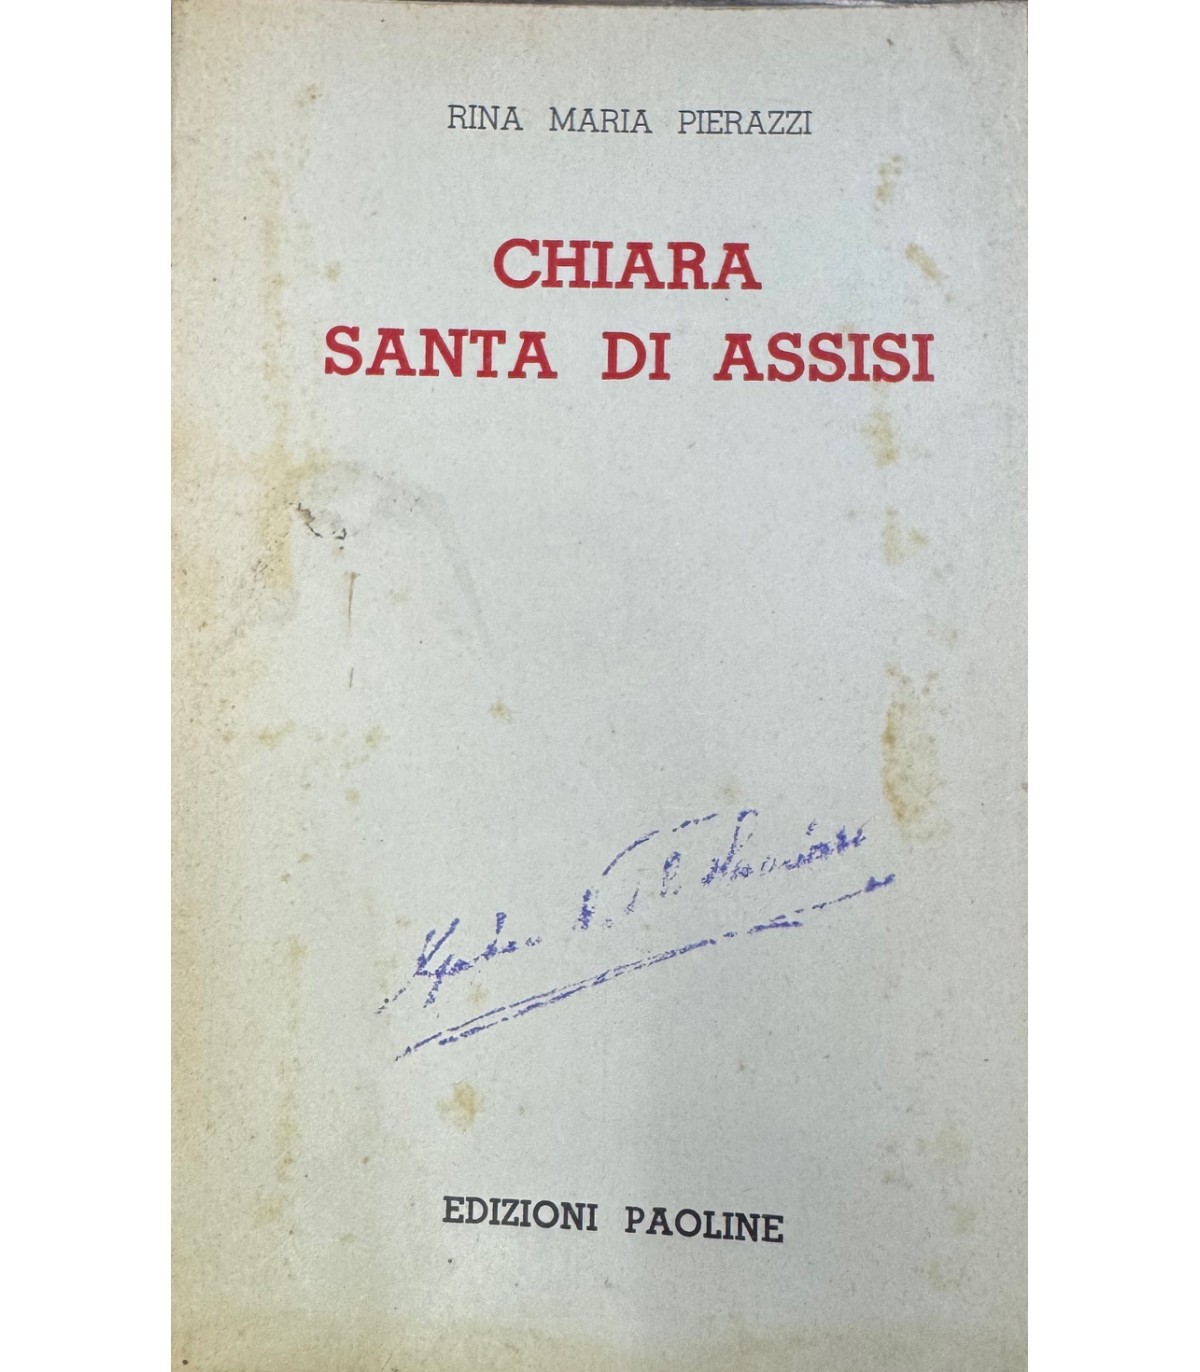 RINA MARIA PIERAZZI
CHIARA
SANTA DI ASSISI
EDIZIONI PAOLINE